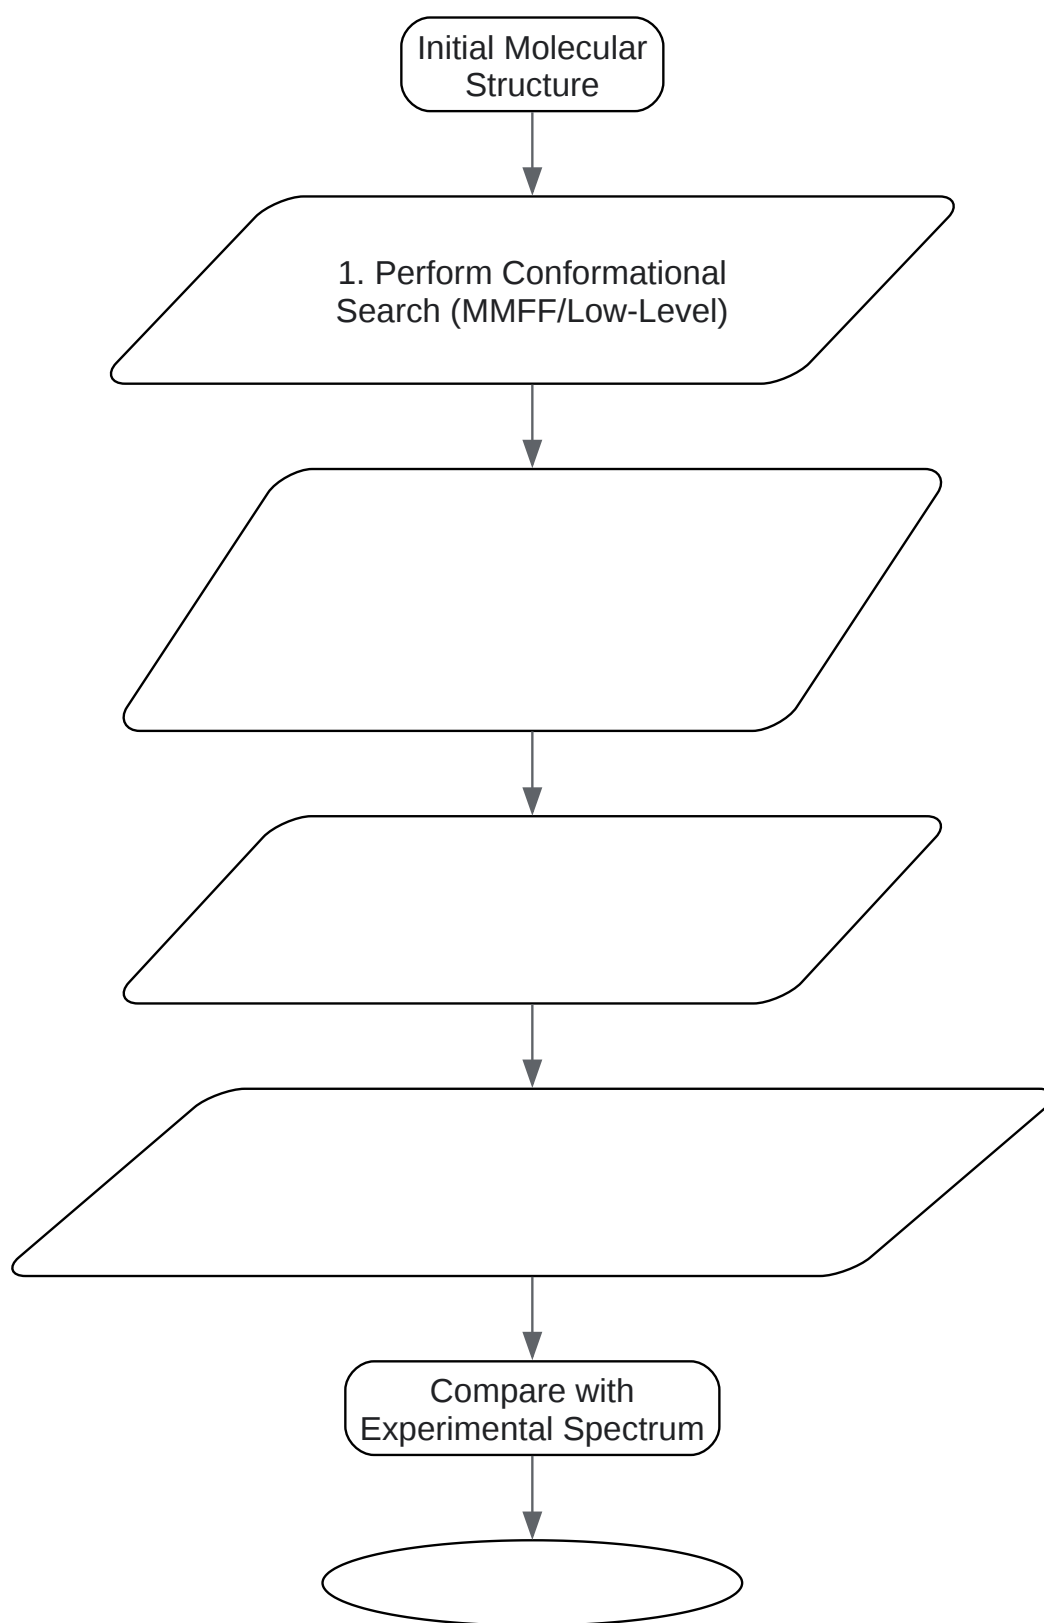 Initial Molecular
Structure
1. Perform Conformational
Search (MMFF/Low-Level)
Compare with
Experimental Spectrum